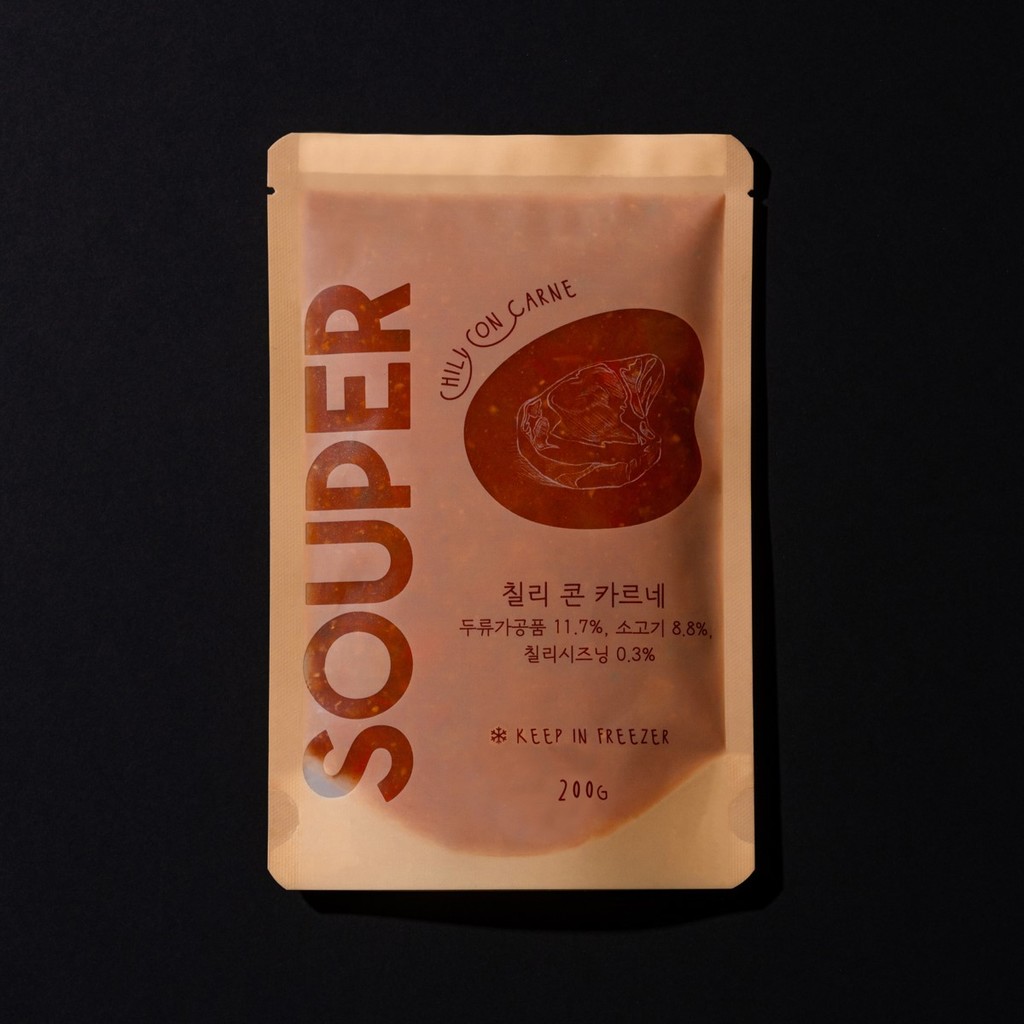 SOUPER
CHILI CON CARNE
칠리 콘 카르네
두류가공품 11.7%, 소고기 8.8%,
칠리시즈닝 0.3%
KEEP IN FREEZER
200G